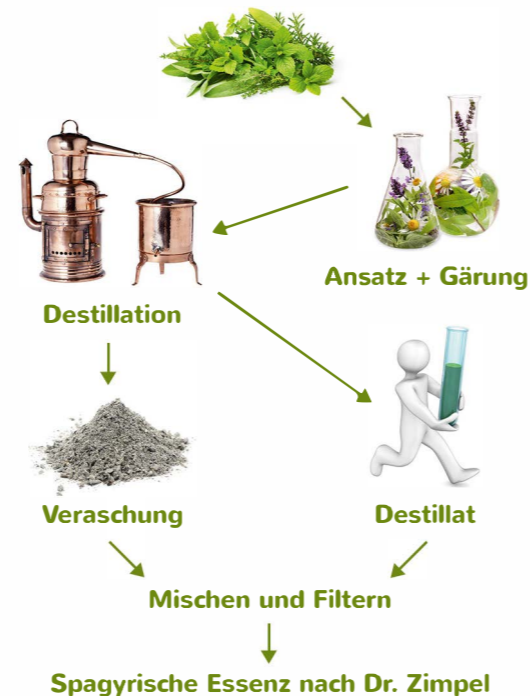 Ansatz + Gärung
Destillation
Veraschung
Destillat
Mischen und Filtern
Spagyrische Essenz nach Dr. Zimpel